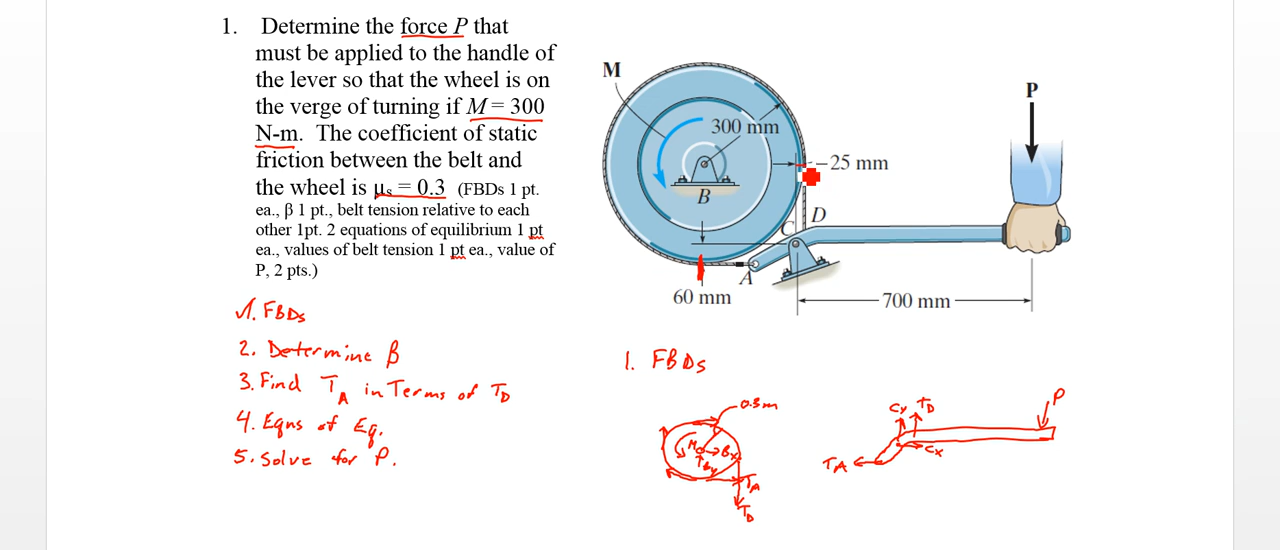 1. Determine the force P that
must be applied to the handle of
the lever so that the wheel is on
the verge of turning if M = 300
N-m. The coefficient of static
friction between the belt and
the wheel is μs = 0.3 (FBDs 1 pt.
ea., β 1 pt., belt tension relative to each
other 1pt. 2 equations of equilibrium 1 pt
ea., values of belt tension 1 pt ea., value of
P, 2 pts.)
1. FBDs
2. Determine β
3. Find TA in Terms of TD
4. Eqns of Eq.
5. Solve for P.
M
P
300 mm
25 mm
B
D
C
A
60 mm
700 mm
1. FBDs
0.3m
M
Bx
By
TA
TD
Cy TD
P
Cx
TA